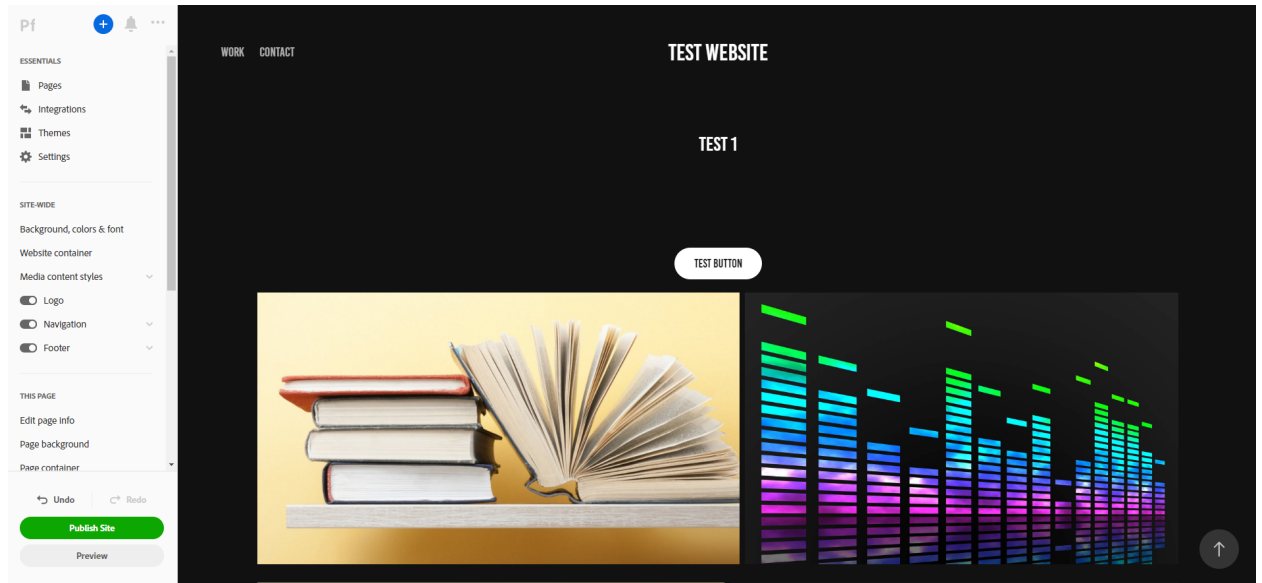 Pf
ESSENTIALS
Pages
Integrations
Themes
Settings
SITE-WIDE
Background, colors & font
Website container
Media content styles
Logo
Navigation
Footer
THIS PAGE
Edit page info
Page background
Page container
Undo Redo
Publish Site
Preview
WORK CONTACT
TEST WEBSITE
TEST 1
TEST BUTTON